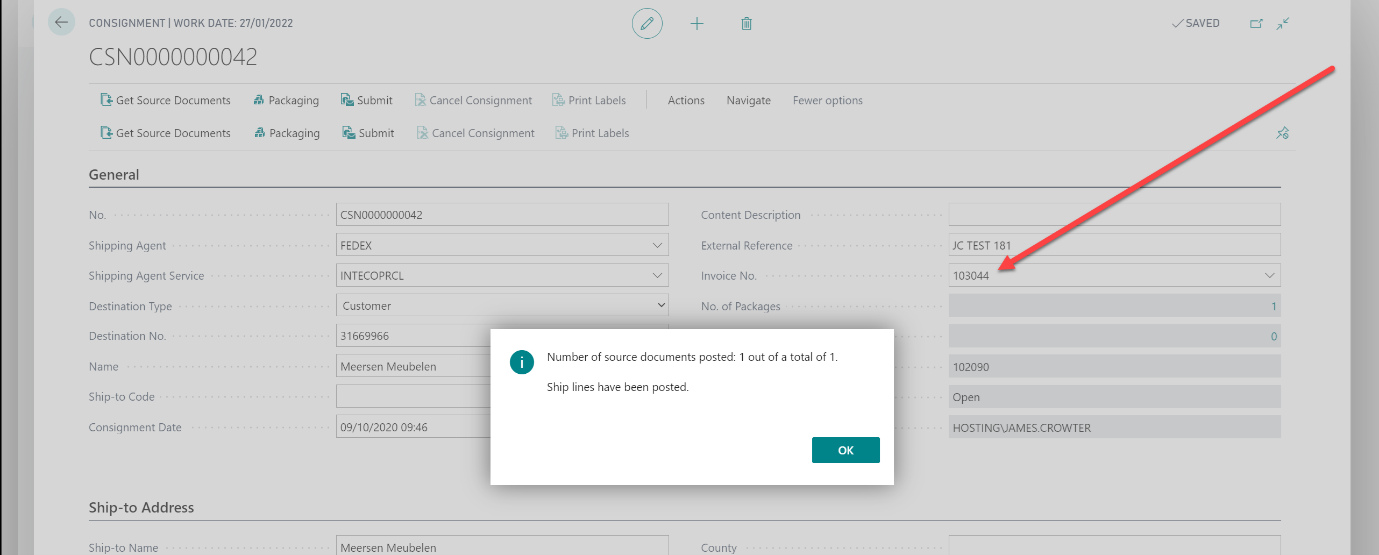 CONSIGNMENT | WORK DATE: 27/01/2022
SAVED
CSN0000000042
Get Source Documents Packaging Submit Cancel Consignment Print Labels Actions Navigate Fewer options
Get Source Documents Packaging Submit Cancel Consignment Print Labels
General
No. CSN0000000042
Content Description
Shipping Agent FEDEX
External Reference JC TEST 181
Shipping Agent Service INTECOPRCL
Invoice No. 103044
Destination Type Customer
No. of Packages 1
Destination No. 31669966
0
Name Meersen Meubelen
102090
Ship-to Code
Open
Consignment Date 09/10/2020 09:46
HOSTING\JAMES.CROWTER
Number of source documents posted: 1 out of a total of 1.
Ship lines have been posted.
OK
Ship-to Address
Ship-to Name Meersen Meubelen
County